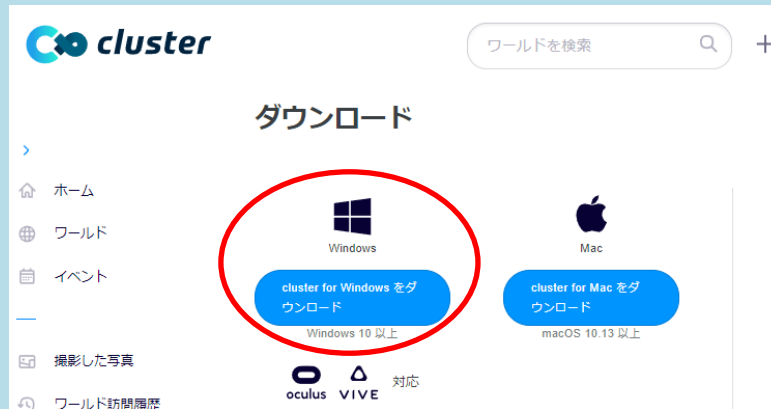 cluster
ワールドを検索
ダウンロード
ホーム
ワールド
イベント
撮影した写真
ワールド訪問履歴
Windows
cluster for Windows をダ
ウンロード
Windows 10 以上
oculus VIVE 対応
Mac
cluster for Mac をダ
ウンロード
macOS 10.13 以上